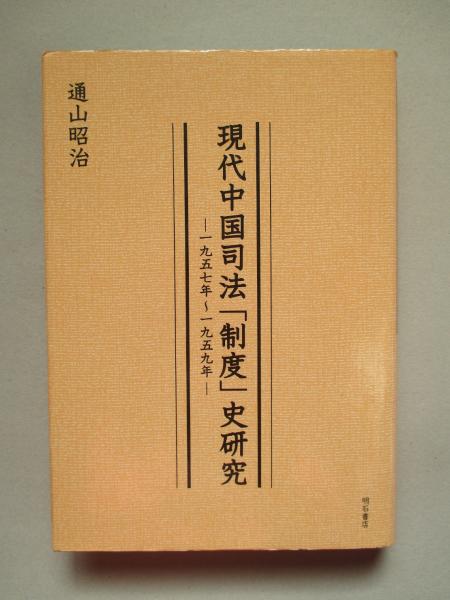 現代中国司法「制度」史研究
―一九五七年～一九五九年―
通山昭治
明石書店